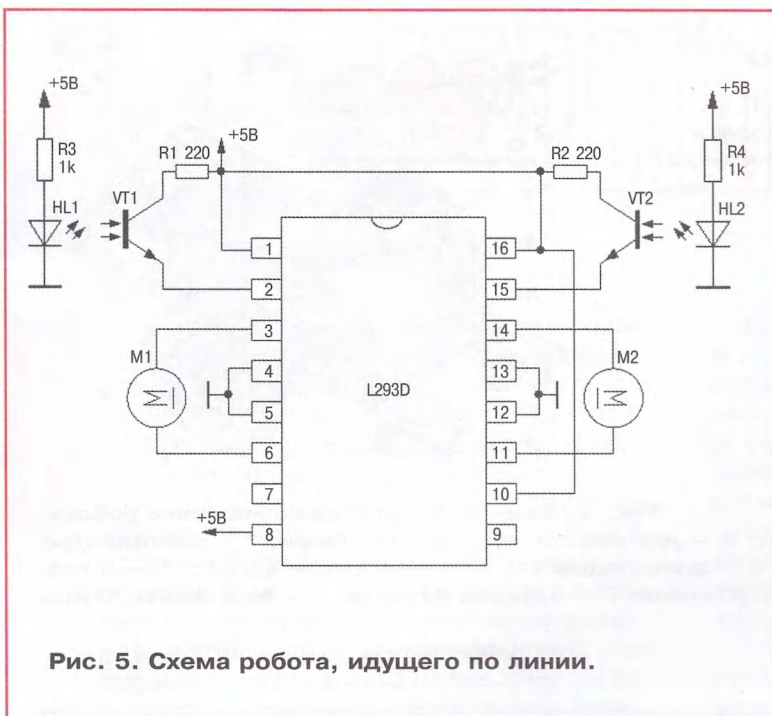 +5В
+5В
+5В
R3
1k
R1 220
R2 220
R4
1k
HL1
VT1
VT2
HL2
1
16
2
15
3
14
M1
M2
4
13
L293D
5
12
6
11
7
10
+5В
8
9
Рис. 5. Схема робота, идущего по линии.